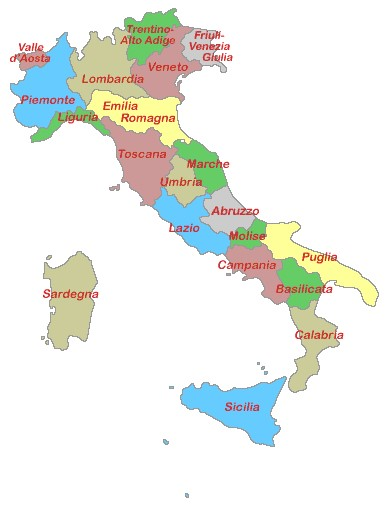 Trentino-
Alto Adige
Friuli-
Venezia
Giulia
Valle
d'Aosta
Veneto
Lombardia
Piemonte
Emilia
Romagna
Liguria
Toscana
Marche
Umbria
Abruzzo
Lazio
Molise
Puglia
Campania
Basilicata
Sardegna
Calabria
Sicilia